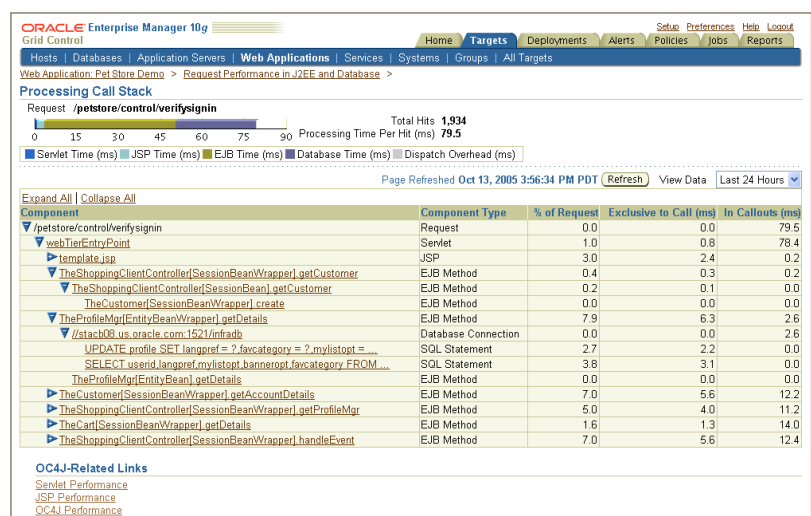 ORACLE Enterprise Manager 10g
Grid Control
Setup Preferences Help Logout
Home Targets Deployments Alerts Policies Jobs Reports
Hosts | Databases | Application Servers | Web Applications | Services | Systems | Groups | All Targets
Web Application: Pet Store Demo > Request Performance in J2EE and Database >
Processing Call Stack
Request /petstore/control/verifysignin
Total Hits 1,934
Processing Time Per Hit (ms) 79.5
0 15 30 45 60 75 90
Servlet Time (ms) JSP Time (ms) EJB Time (ms) Database Time (ms) Dispatch Overhead (ms)
Page Refreshed Oct 13, 2005 3:56:34 PM PDT Refresh View Data Last 24 Hours
Expand All | Collapse All
Component Component Type % of Request Exclusive to Call (ms) In Callouts (ms)
/petstore/control/verifysignin Request 0.0 0.0 79.5
webTierEntryPoint Servlet 1.0 0.8 78.4
template.jsp JSP 3.0 2.4 0.2
TheShoppingClientController[SessionBeanWrapper].getCustomer EJB Method 0.4 0.3 0.2
TheShoppingClientController[SessionBean].getCustomer EJB Method 0.2 0.1 0.0
TheCustomer[SessionBeanWrapper].create EJB Method 0.0 0.0 0.0
TheProfileMgr[EntityBeanWrapper].getDetails EJB Method 7.9 6.3 2.6
//stacb08.us.oracle.com:1521/infradb Database Connection 0.0 0.0 2.6
UPDATE profile SET langpref = ?,favcategory = ?,mylistopt = ... SQL Statement 2.7 2.2 0.0
SELECT userid,langpref,mylistopt,banneropt,favcategory FROM ... SQL Statement 3.8 3.1 0.0
TheProfileMgr[EntityBean].getDetails EJB Method 0.0 0.0 0.0
TheCustomer[SessionBeanWrapper].getAccountDetails EJB Method 7.0 5.6 12.2
TheShoppingClientController[SessionBeanWrapper].getProfileMgr EJB Method 5.0 4.0 11.2
TheCart[SessionBeanWrapper].getDetails EJB Method 1.6 1.3 14.0
TheShoppingClientController[SessionBeanWrapper].handleEvent EJB Method 7.0 5.6 12.4
OC4J-Related Links
Servlet Performance
JSP Performance
OC4J Performance